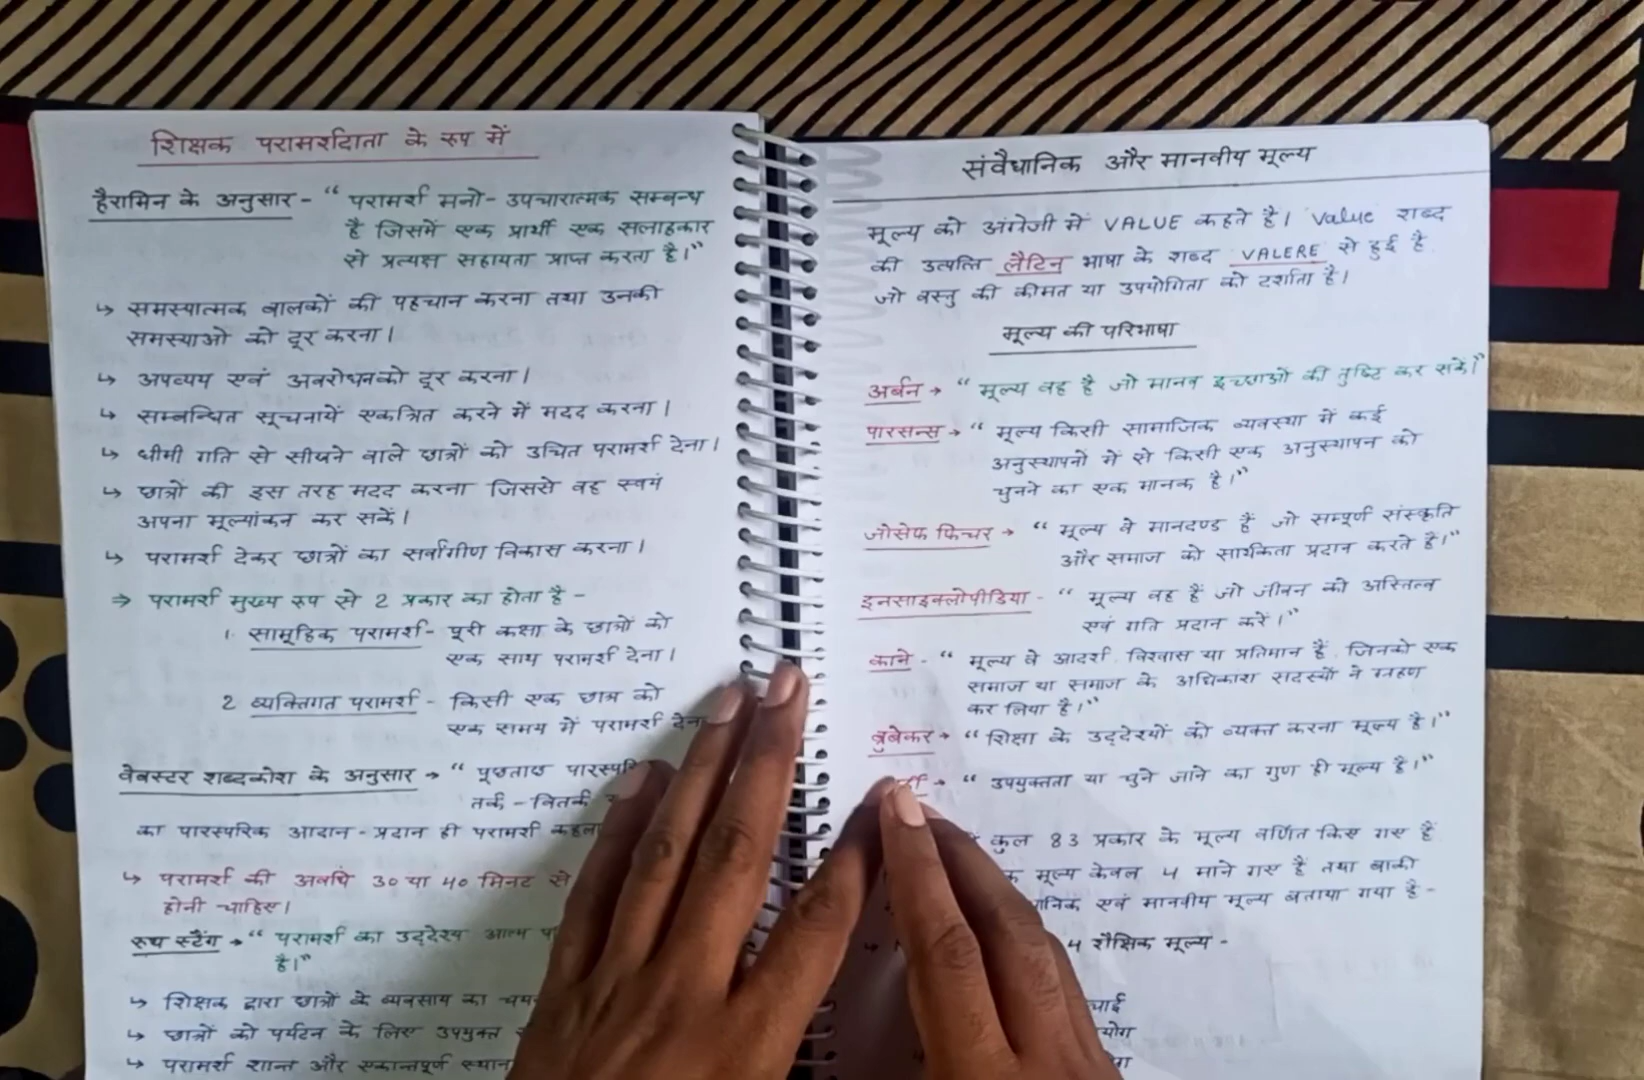 शिक्षक परामर्शदाता के रूप में
हैरामिन के अनुसार - “ परामर्श मनो - उपचारात्मक सम्बन्ध
है जिसमें एक प्रार्थी एक सलाहकार
से प्रत्यक्ष सहायता प्राप्त करता है।”
↳ समस्यात्मक बालकों की पहचान करना तथा उनकी
समस्याओं को दूर करना।
↳ अपव्यय एवं अवरोधन को दूर करना।
↳ सम्बन्धित सूचनायें एकत्रित करने में मदद करना।
↳ धीमी गति से सीखने वाले छात्रों को उचित परामर्श देना।
↳ छात्रों की इस तरह मदद करना जिससे वह स्वयं
अपना मूल्यांकन कर सकें।
↳ परामर्श देकर छात्रों का सर्वांगीण विकास करना।
⇒ परामर्श मुख्य रूप से 2 प्रकार का होता है -
1. सामूहिक परामर्श - पूरी कक्षा के छात्रों को
एक साथ परामर्श देना।
2 व्यक्तिगत परामर्श - किसी एक छात्र को
एक समय में परामर्श देना
वेबस्टर शब्दकोश के अनुसार → “ पूछताछ
तर्क - वितर्क
का पारस्परिक आदान - प्रदान ही परामर्श
↳ परामर्श की अवधि 30 या 40 मिनट से
होनी चाहिए।
रुथ स्टैंग → “ परामर्श का उद्देश्य आत्म
है।”
↳ शिक्षक द्वारा छात्रों के व्यवसाय का
↳ छात्रों को पर्यटन के लिए उपयुक्त
↳ परामर्श शान्त और एकान्तपूर्ण स्थान
संवैधानिक और मानवीय मूल्य
मूल्य को अंग्रेजी में VALUE कहते है। Value शब्द
की उत्पत्ति लैटिन भाषा के शब्द VALERE से हुई है
जो वस्तु की कीमत या उपयोगिता को दर्शाता है।
मूल्य की परिभाषा
अर्बन → “ मूल्य वह है जो मानव इच्छाओं की तुष्टि कर सकें।”
पारसन्स → “ मूल्य किसी सामाजिक व्यवस्था में कई
अनुस्थापनों में से किसी एक अनुस्थापन को
चुनने का एक मानक है।”
जोसेफ फिचर → “ मूल्य वे मानदण्ड हैं जो सम्पूर्ण संस्कृति
और समाज को सार्थकता प्रदान करते है।”
इनसाइक्लोपीडिया - “ मूल्य वह हैं जो जीवन को अस्तित्व
एवं गति प्रदान करें।”
काने - “ मूल्य वे आदर्श, विश्वास या प्रतिमान हैं, जिनको एक
समाज या समाज के अधिकांश सदस्यों ने ग्रहण
कर लिया है।”
ब्रुबेकर → “ शिक्षा के उद्देश्यों को व्यक्त करना मूल्य है।”
→ “ उपयुक्तता या चुने जाने का गुण ही मूल्य है।”
कुल 83 प्रकार के मूल्य वर्णित किए गए हैं
मूल्य केवल 4 माने गए हैं तथा बाकी
एवं मानवीय मूल्य बताया गया है -
4 शैक्षिक मूल्य -